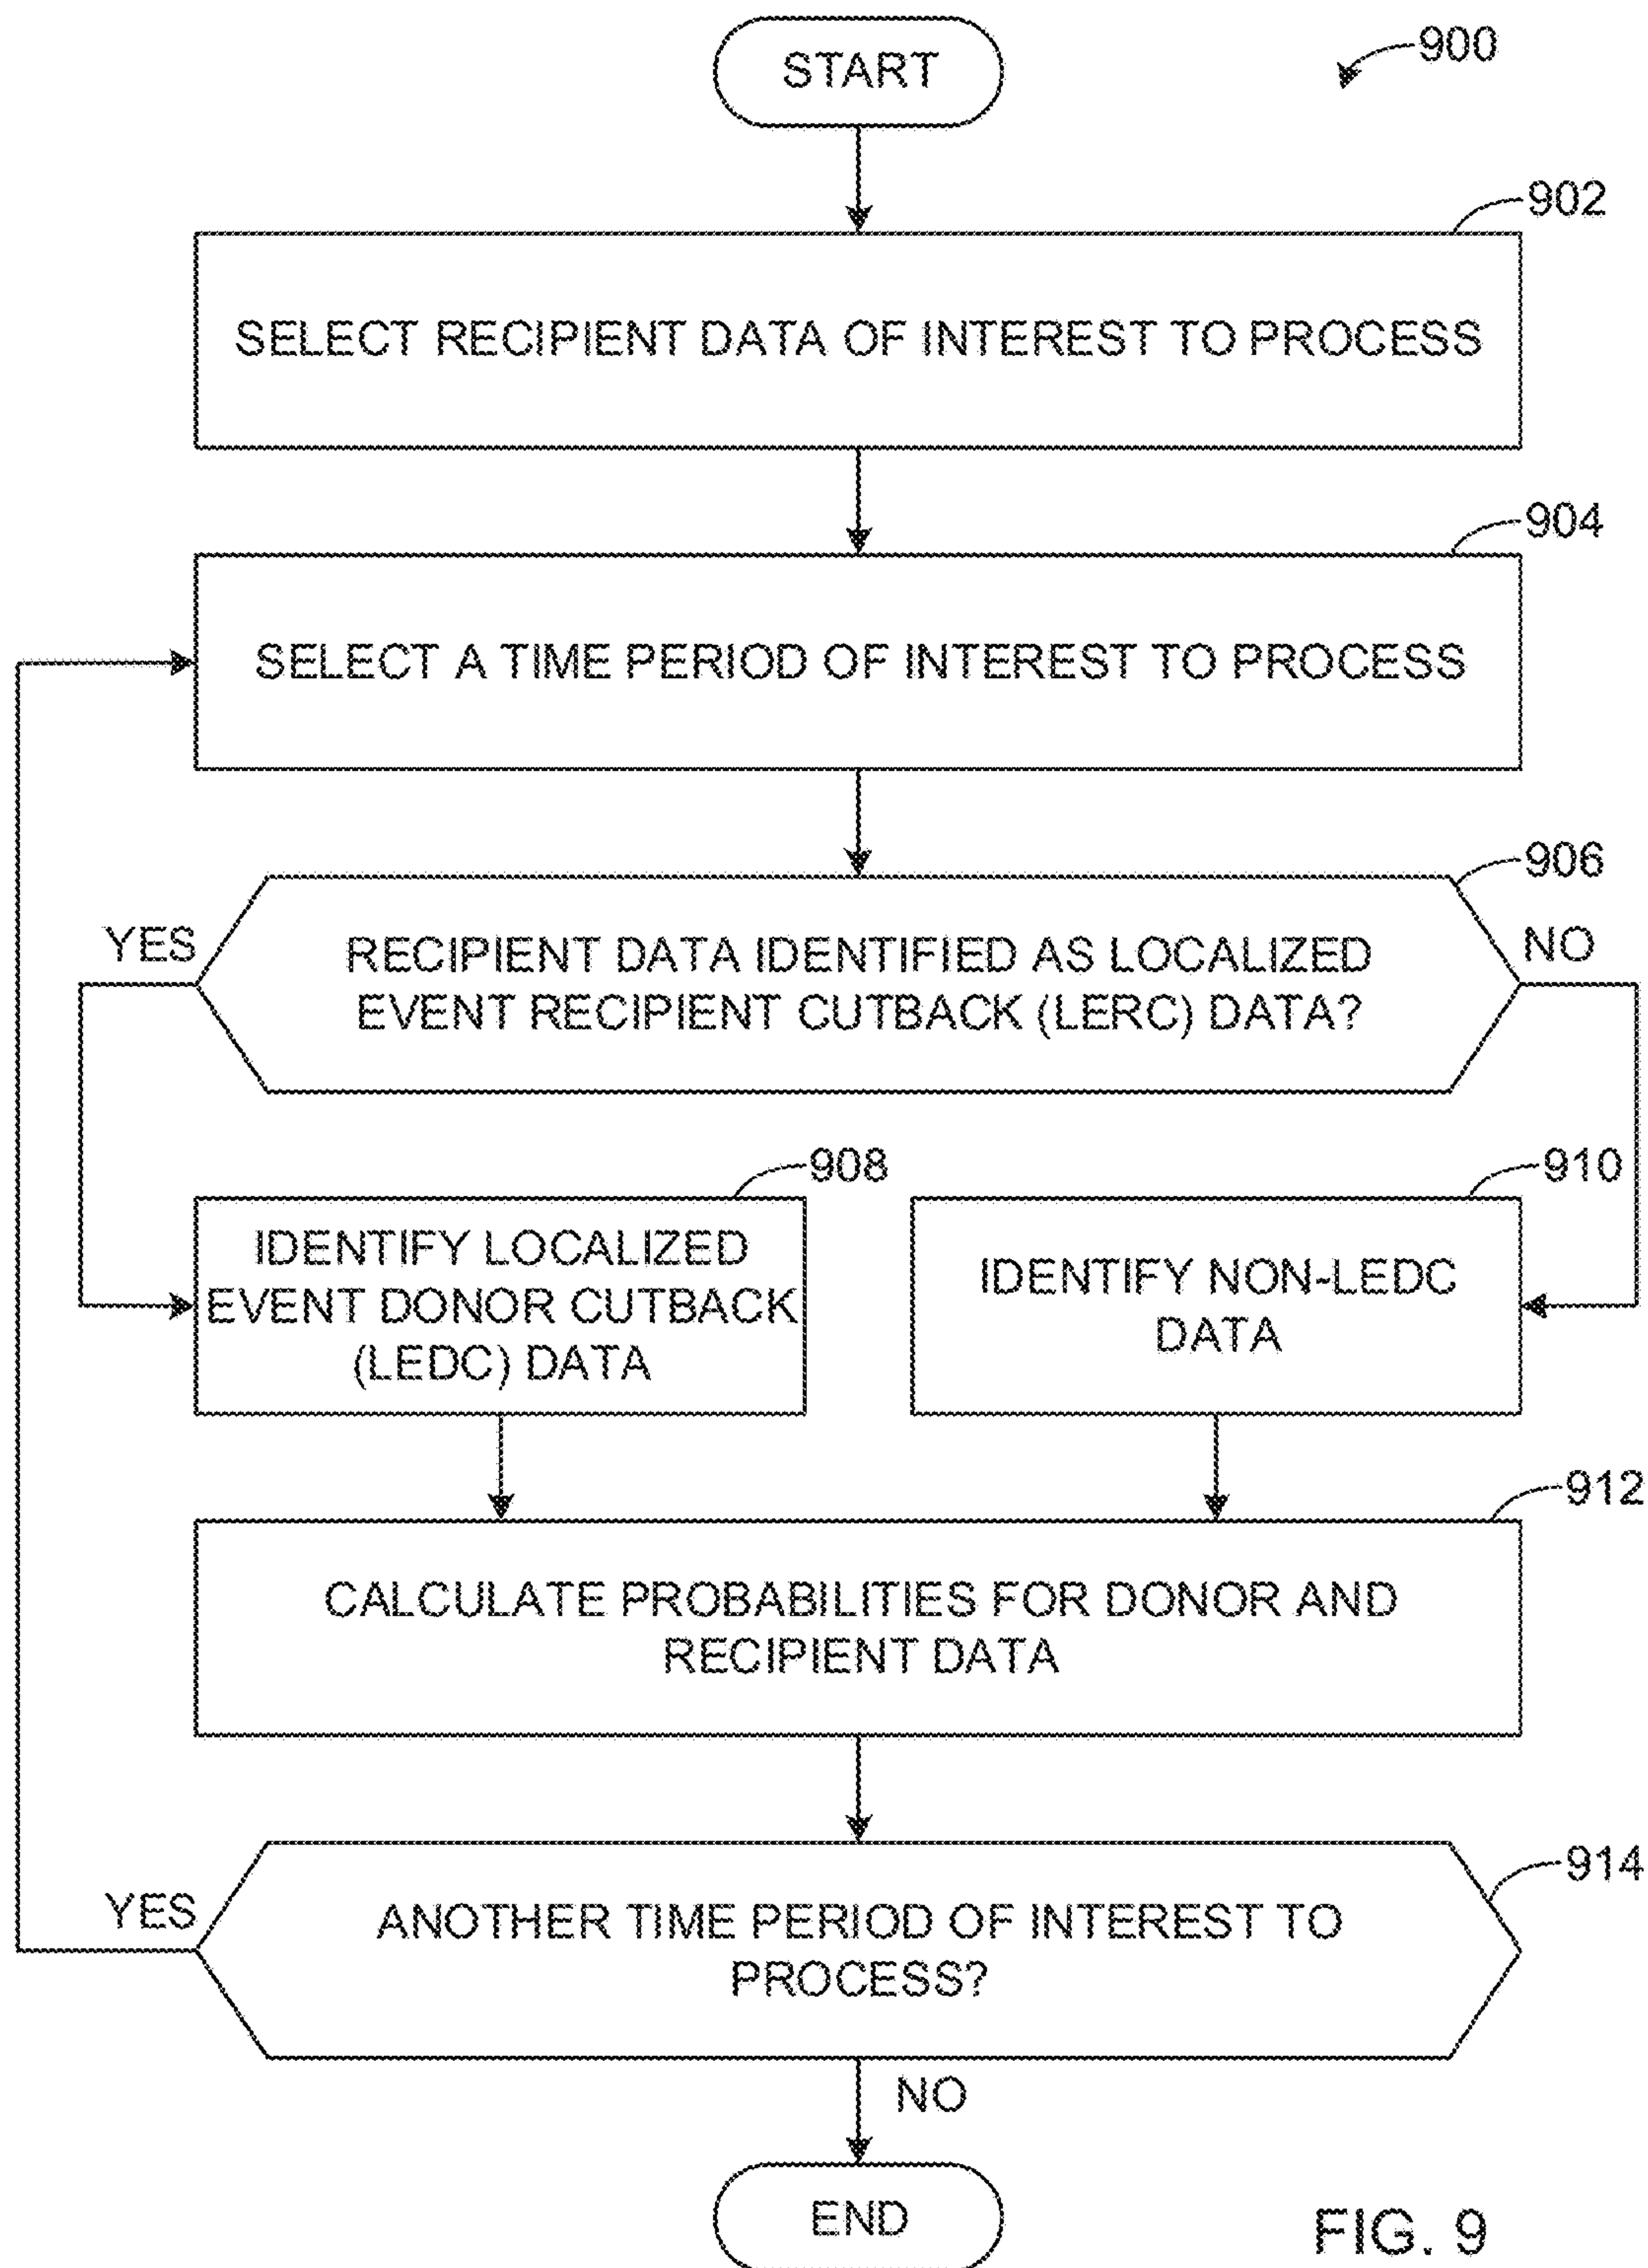 START
900
902
SELECT RECIPIENT DATA OF INTEREST TO PROCESS
904
SELECT A TIME PERIOD OF INTEREST TO PROCESS
906
YES
RECIPIENT DATA IDENTIFIED AS LOCALIZED
EVENT RECIPIENT CUTBACK (LERC) DATA?
NO
908
IDENTIFY LOCALIZED
EVENT DONOR CUTBACK
(LEDC) DATA
910
IDENTIFY NON-LEDC
DATA
912
CALCULATE PROBABILITIES FOR DONOR AND
RECIPIENT DATA
914
YES
ANOTHER TIME PERIOD OF INTEREST TO
PROCESS?
NO
END
FIG. 9